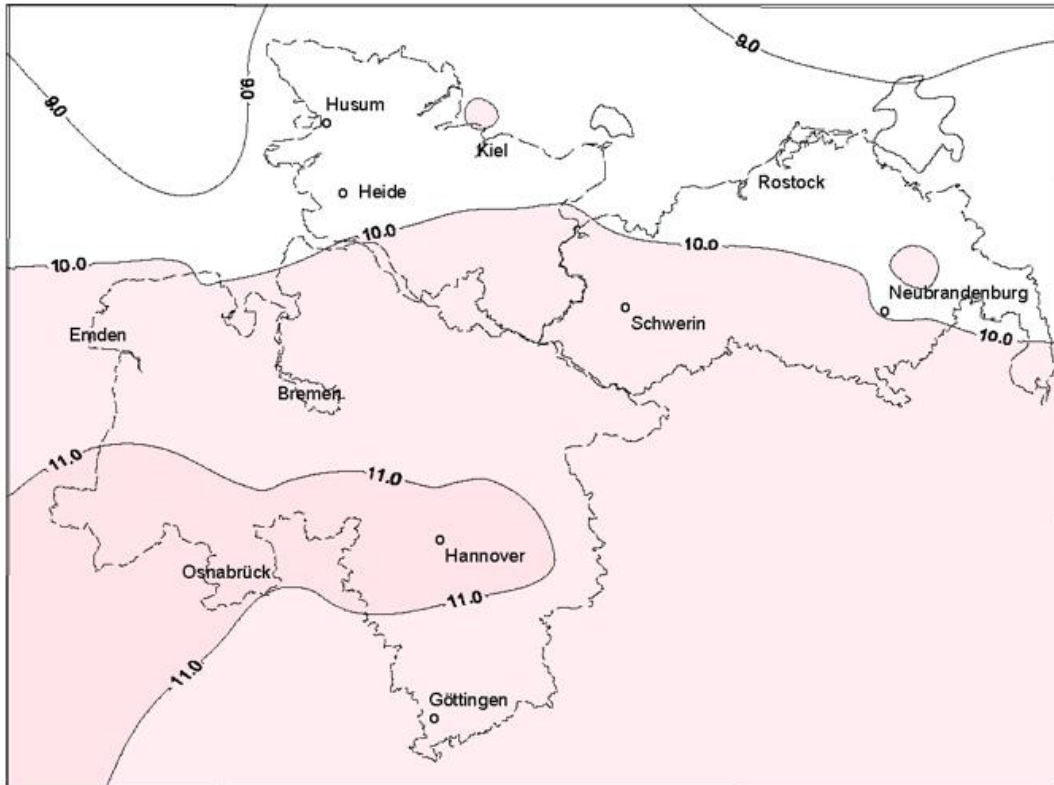 9.0
9.0
9.0
Husum
Kiel
Heide
Rostock
10.0
10.0
10.0
Neubrandenburg
Schwerin
10.0
Emden
Bremen
11.0
11.0
Hannover
Osnabrück
11.0
11.0
Göttingen